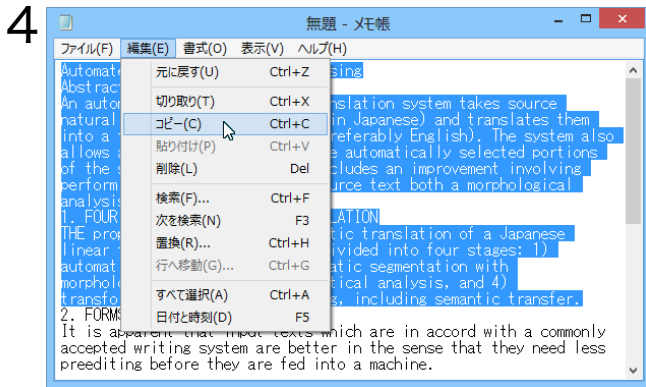 4
無題 - メモ帳
ファイル(F) 編集(E) 書式(O) 表示(V) ヘルプ(H)
元に戻す(U) Ctrl+Z
切り取り(T) Ctrl+X
コピー(C) Ctrl+C
貼り付け(P) Ctrl+V
削除(L) Del
検索(F)... Ctrl+F
次を検索(N) F3
置換(R)... Ctrl+H
行へ移動(G)... Ctrl+G
すべて選択(A) Ctrl+A
日付と時刻(D) F5
Abstrac
An autom nslation system takes source
natural in Japanese) and translates them
into a referably English). The system also
allows automatically selected portions
of the s cludes an improvement involving
perform urce text both a morphological
analysis
1. FOUR LATION
THE prop tic translation of a Japanese
linear vided into four stages: 1)
automat atic segmentation with
morphol tical analysis, and 4)
transfo g, including semantic transfer.
2. FORMS
It is apparent that input texts which are in accord with a commonly
accepted writing system are better in the sense that they need less
preediting before they are fed into a machine.